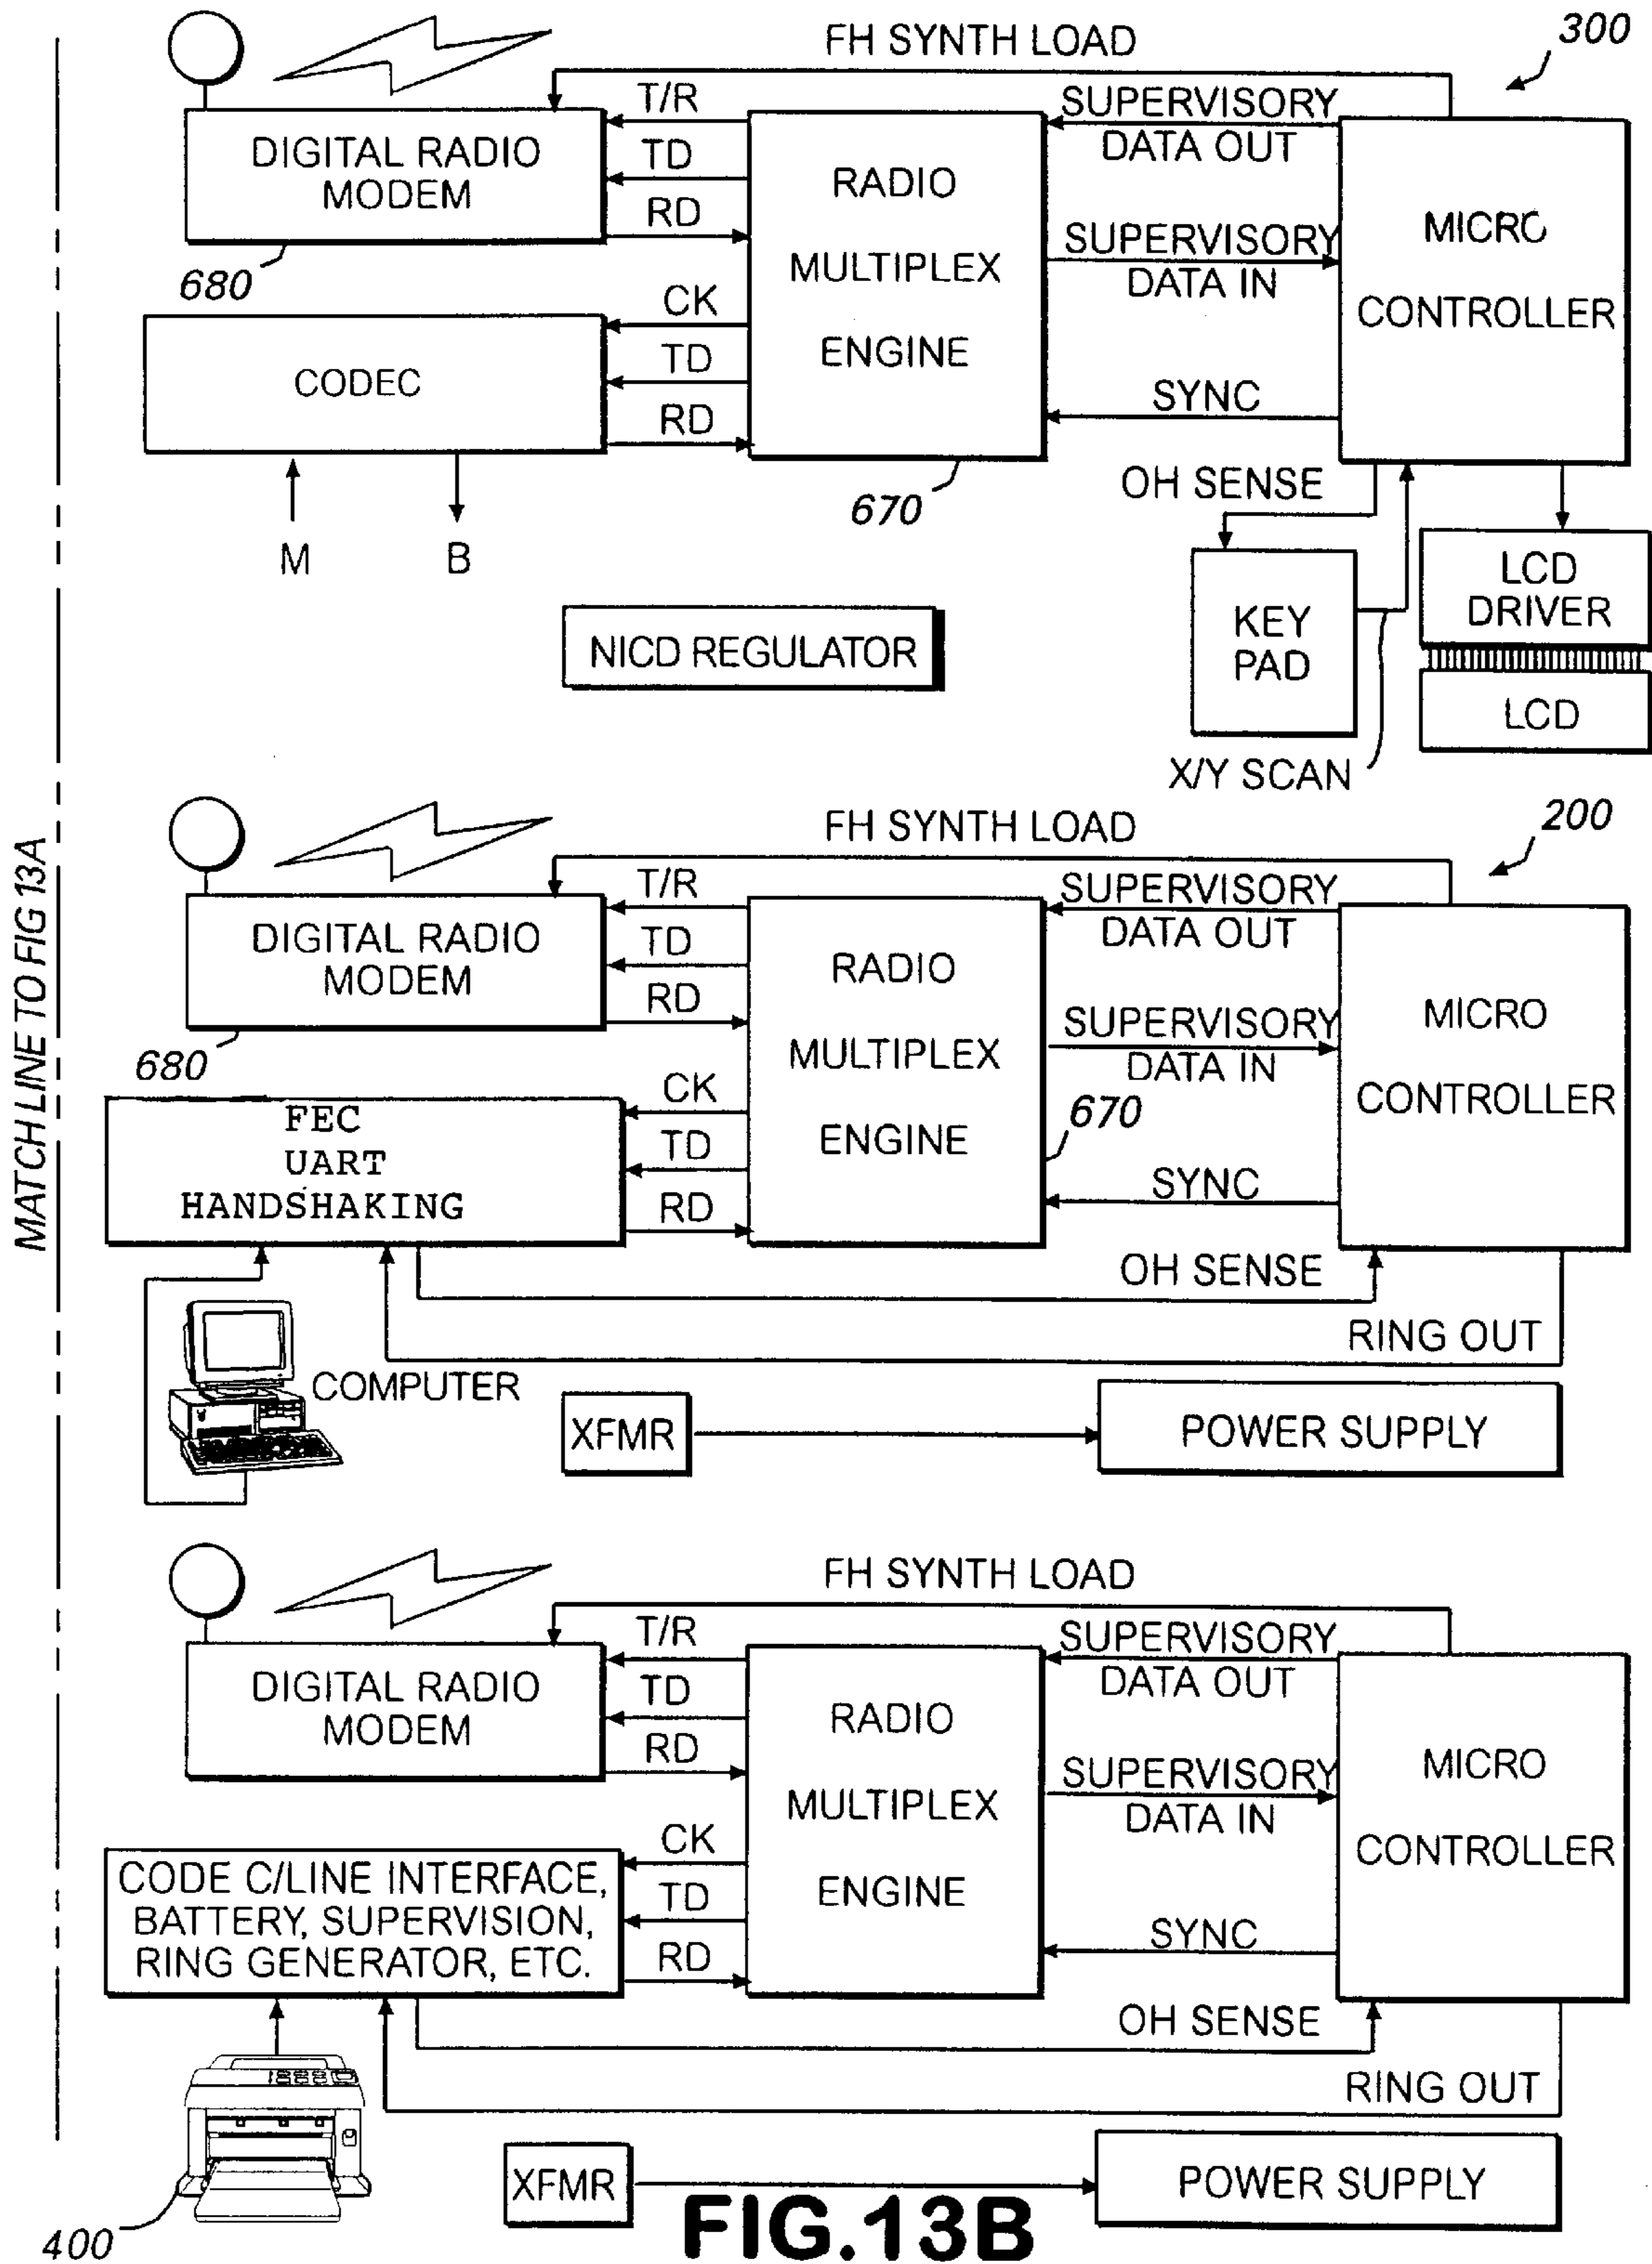 FH SYNTH LOAD
300
DIGITAL RADIO
MODEM
680
T/R
TD
RD
RADIO
MULTIPLEX
ENGINE
670
SUPERVISORY
DATA OUT
SUPERVISORY
DATA IN
SYNC
MICRO
CONTROLLER
CODEC
CK
TD
RD
M
B
OH SENSE
KEY
PAD
X/Y SCAN
LCD
DRIVER
LCD
NICD REGULATOR
MATCH LINE TO FIG 13A
FH SYNTH LOAD
200
DIGITAL RADIO
MODEM
680
T/R
TD
RD
RADIO
MULTIPLEX
ENGINE
670
SUPERVISORY
DATA OUT
SUPERVISORY
DATA IN
SYNC
MICRO
CONTROLLER
FEC
UART
HANDSHAKING
CK
TD
RD
OH SENSE
RING OUT
COMPUTER
XFMR
POWER SUPPLY
FH SYNTH LOAD
DIGITAL RADIO
MODEM
T/R
TD
RD
RADIO
MULTIPLEX
ENGINE
SUPERVISORY
DATA OUT
SUPERVISORY
DATA IN
SYNC
MICRO
CONTROLLER
CODE C/LINE INTERFACE,
BATTERY, SUPERVISION,
RING GENERATOR, ETC.
CK
TD
RD
OH SENSE
RING OUT
400
XFMR
POWER SUPPLY
FIG.13B